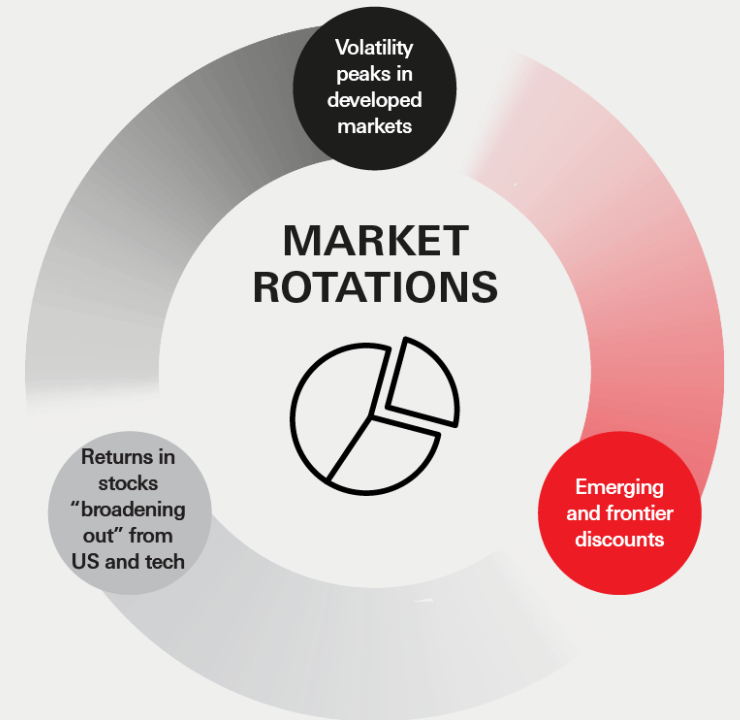 Volatility
peaks in
developed
markets
MARKET
ROTATIONS
Returns in
stocks
“broadening
out” from
US and tech
Emerging
and frontier
discounts